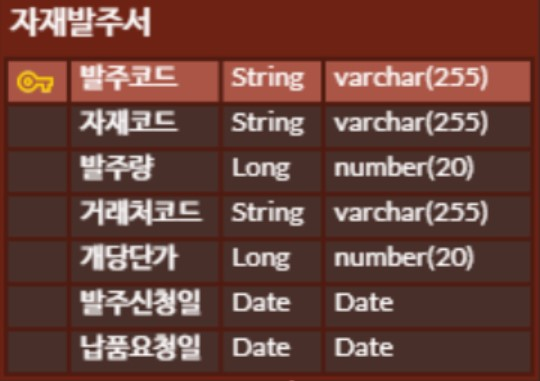 자재발주서
발주코드 String varchar(255)
자재코드 String varchar(255)
발주량 Long number(20)
거래처코드 String varchar(255)
개당단가 Long number(20)
발주신청일 Date Date
납품요청일 Date Date